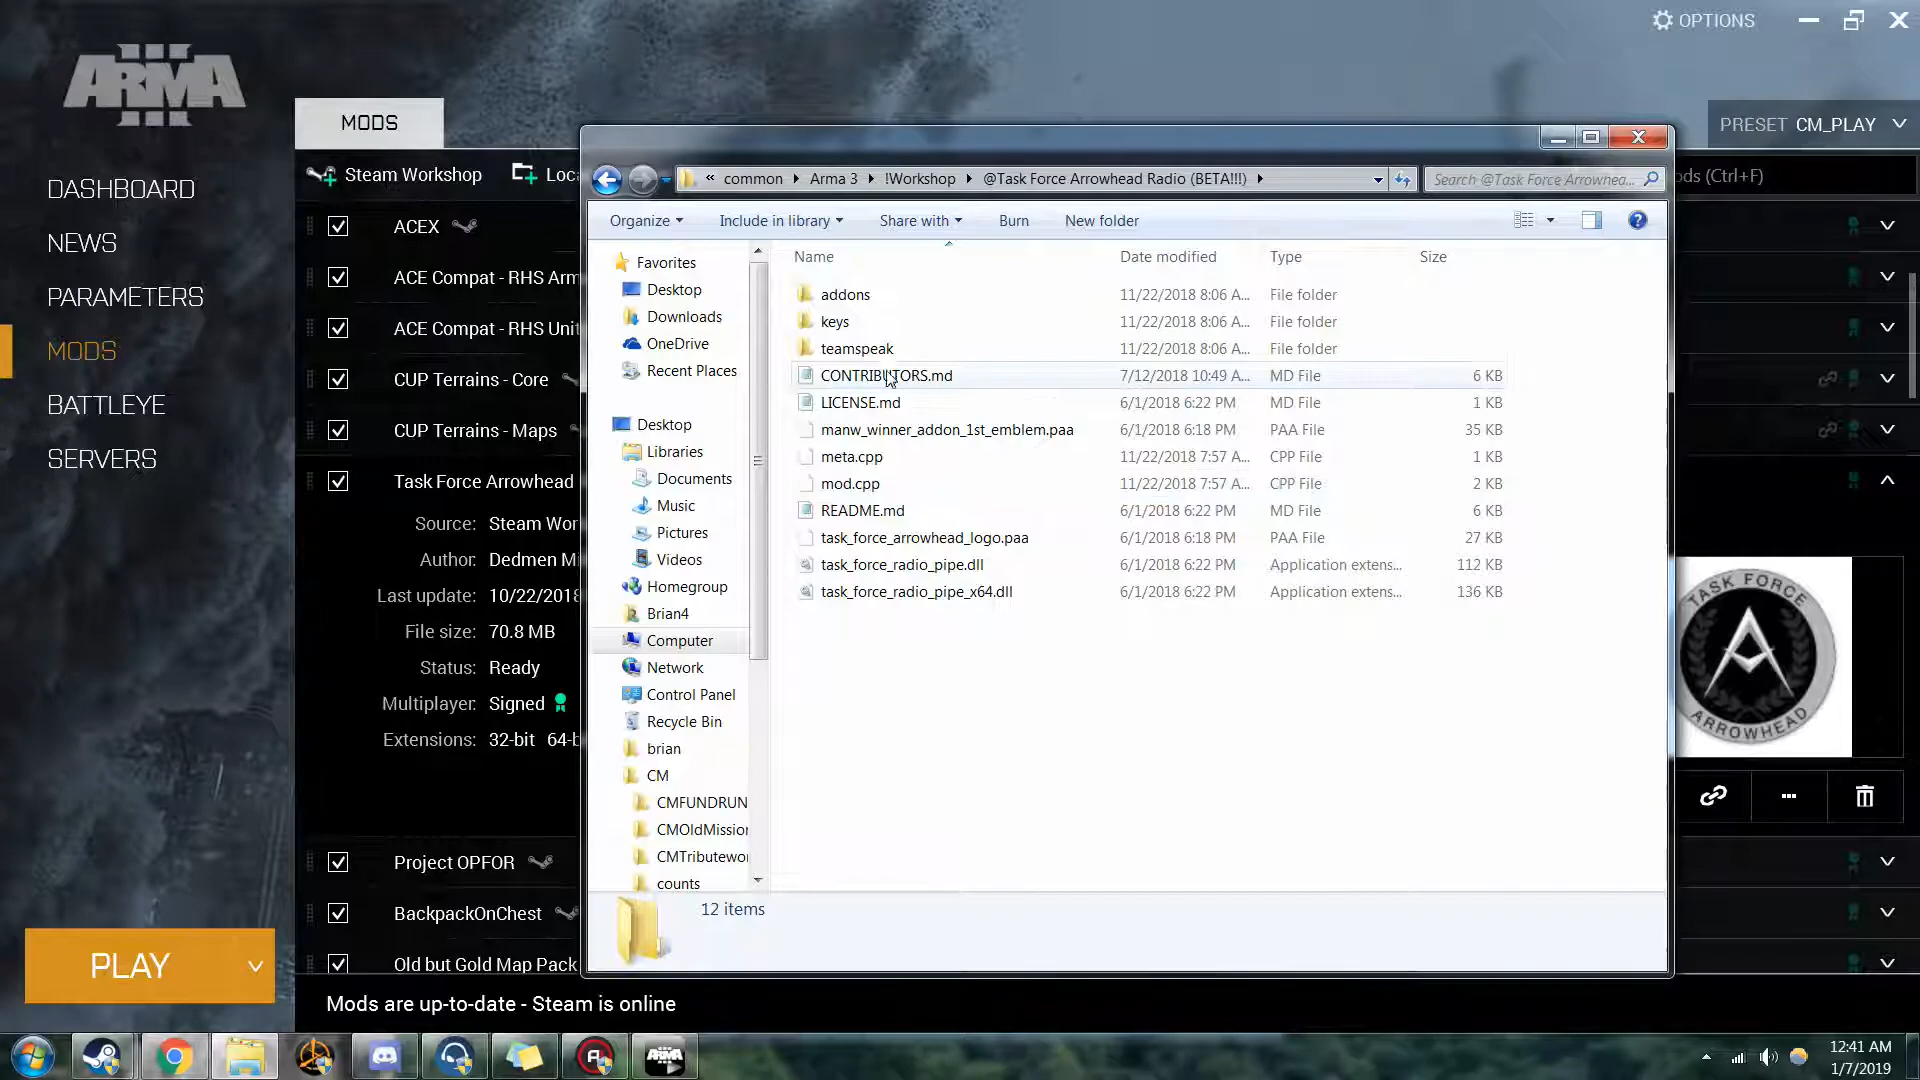 OPTIONS
ARMA III
MODS
PRESET CM_PLAY
Steam Workshop
Loca
ds (Ctrl+F)
DASHBOARD
NEWS
PARAMETERS
MODS
BATTLEYE
SERVERS
PLAY
ACEX
ACE Compat - RHS Arm
ACE Compat - RHS Unit
CUP Terrains - Core
CUP Terrains - Maps
Task Force Arrowhead
Source: Steam Wor
Author: Dedmen Mi
Last update: 10/22/2018
File size: 70.8 MB
Status: Ready
Multiplayer: Signed
Extensions: 32-bit 64-b
Project OPFOR
BackpackOnChest
Old but Gold Map Pack
Mods are up-to-date - Steam is online
« common Arma 3 !Workshop @Task Force Arrowhead Radio (BETA!!!)
Search @Task Force Arrowhea...
Organize Include in library Share with Burn New folder
Favorites
Desktop
Downloads
OneDrive
Recent Places
Desktop
Libraries
Documents
Music
Pictures
Videos
Homegroup
Brian4
Computer
Network
Control Panel
Recycle Bin
brian
CM
CMFUNDRUN
CMOldMission
CMTributewor
counts
Name Date modified Type Size
addons 11/22/2018 8:06 A... File folder
keys 11/22/2018 8:06 A... File folder
teamspeak 11/22/2018 8:06 A... File folder
CONTRIBUTORS.md 7/12/2018 10:49 A... MD File 6 KB
LICENSE.md 6/1/2018 6:22 PM MD File 1 KB
manw_winner_addon_1st_emblem.paa 6/1/2018 6:18 PM PAA File 35 KB
meta.cpp 11/22/2018 7:57 A... CPP File 1 KB
mod.cpp 11/22/2018 7:57 A... CPP File 2 KB
README.md 6/1/2018 6:22 PM MD File 6 KB
task_force_arrowhead_logo.paa 6/1/2018 6:18 PM PAA File 27 KB
task_force_radio_pipe.dll 6/1/2018 6:22 PM Application extens... 112 KB
task_force_radio_pipe_x64.dll 6/1/2018 6:22 PM Application extens... 136 KB
12 items
TASK FORCE
ARROWHEAD
ARMA
12:41 AM
1/7/2019